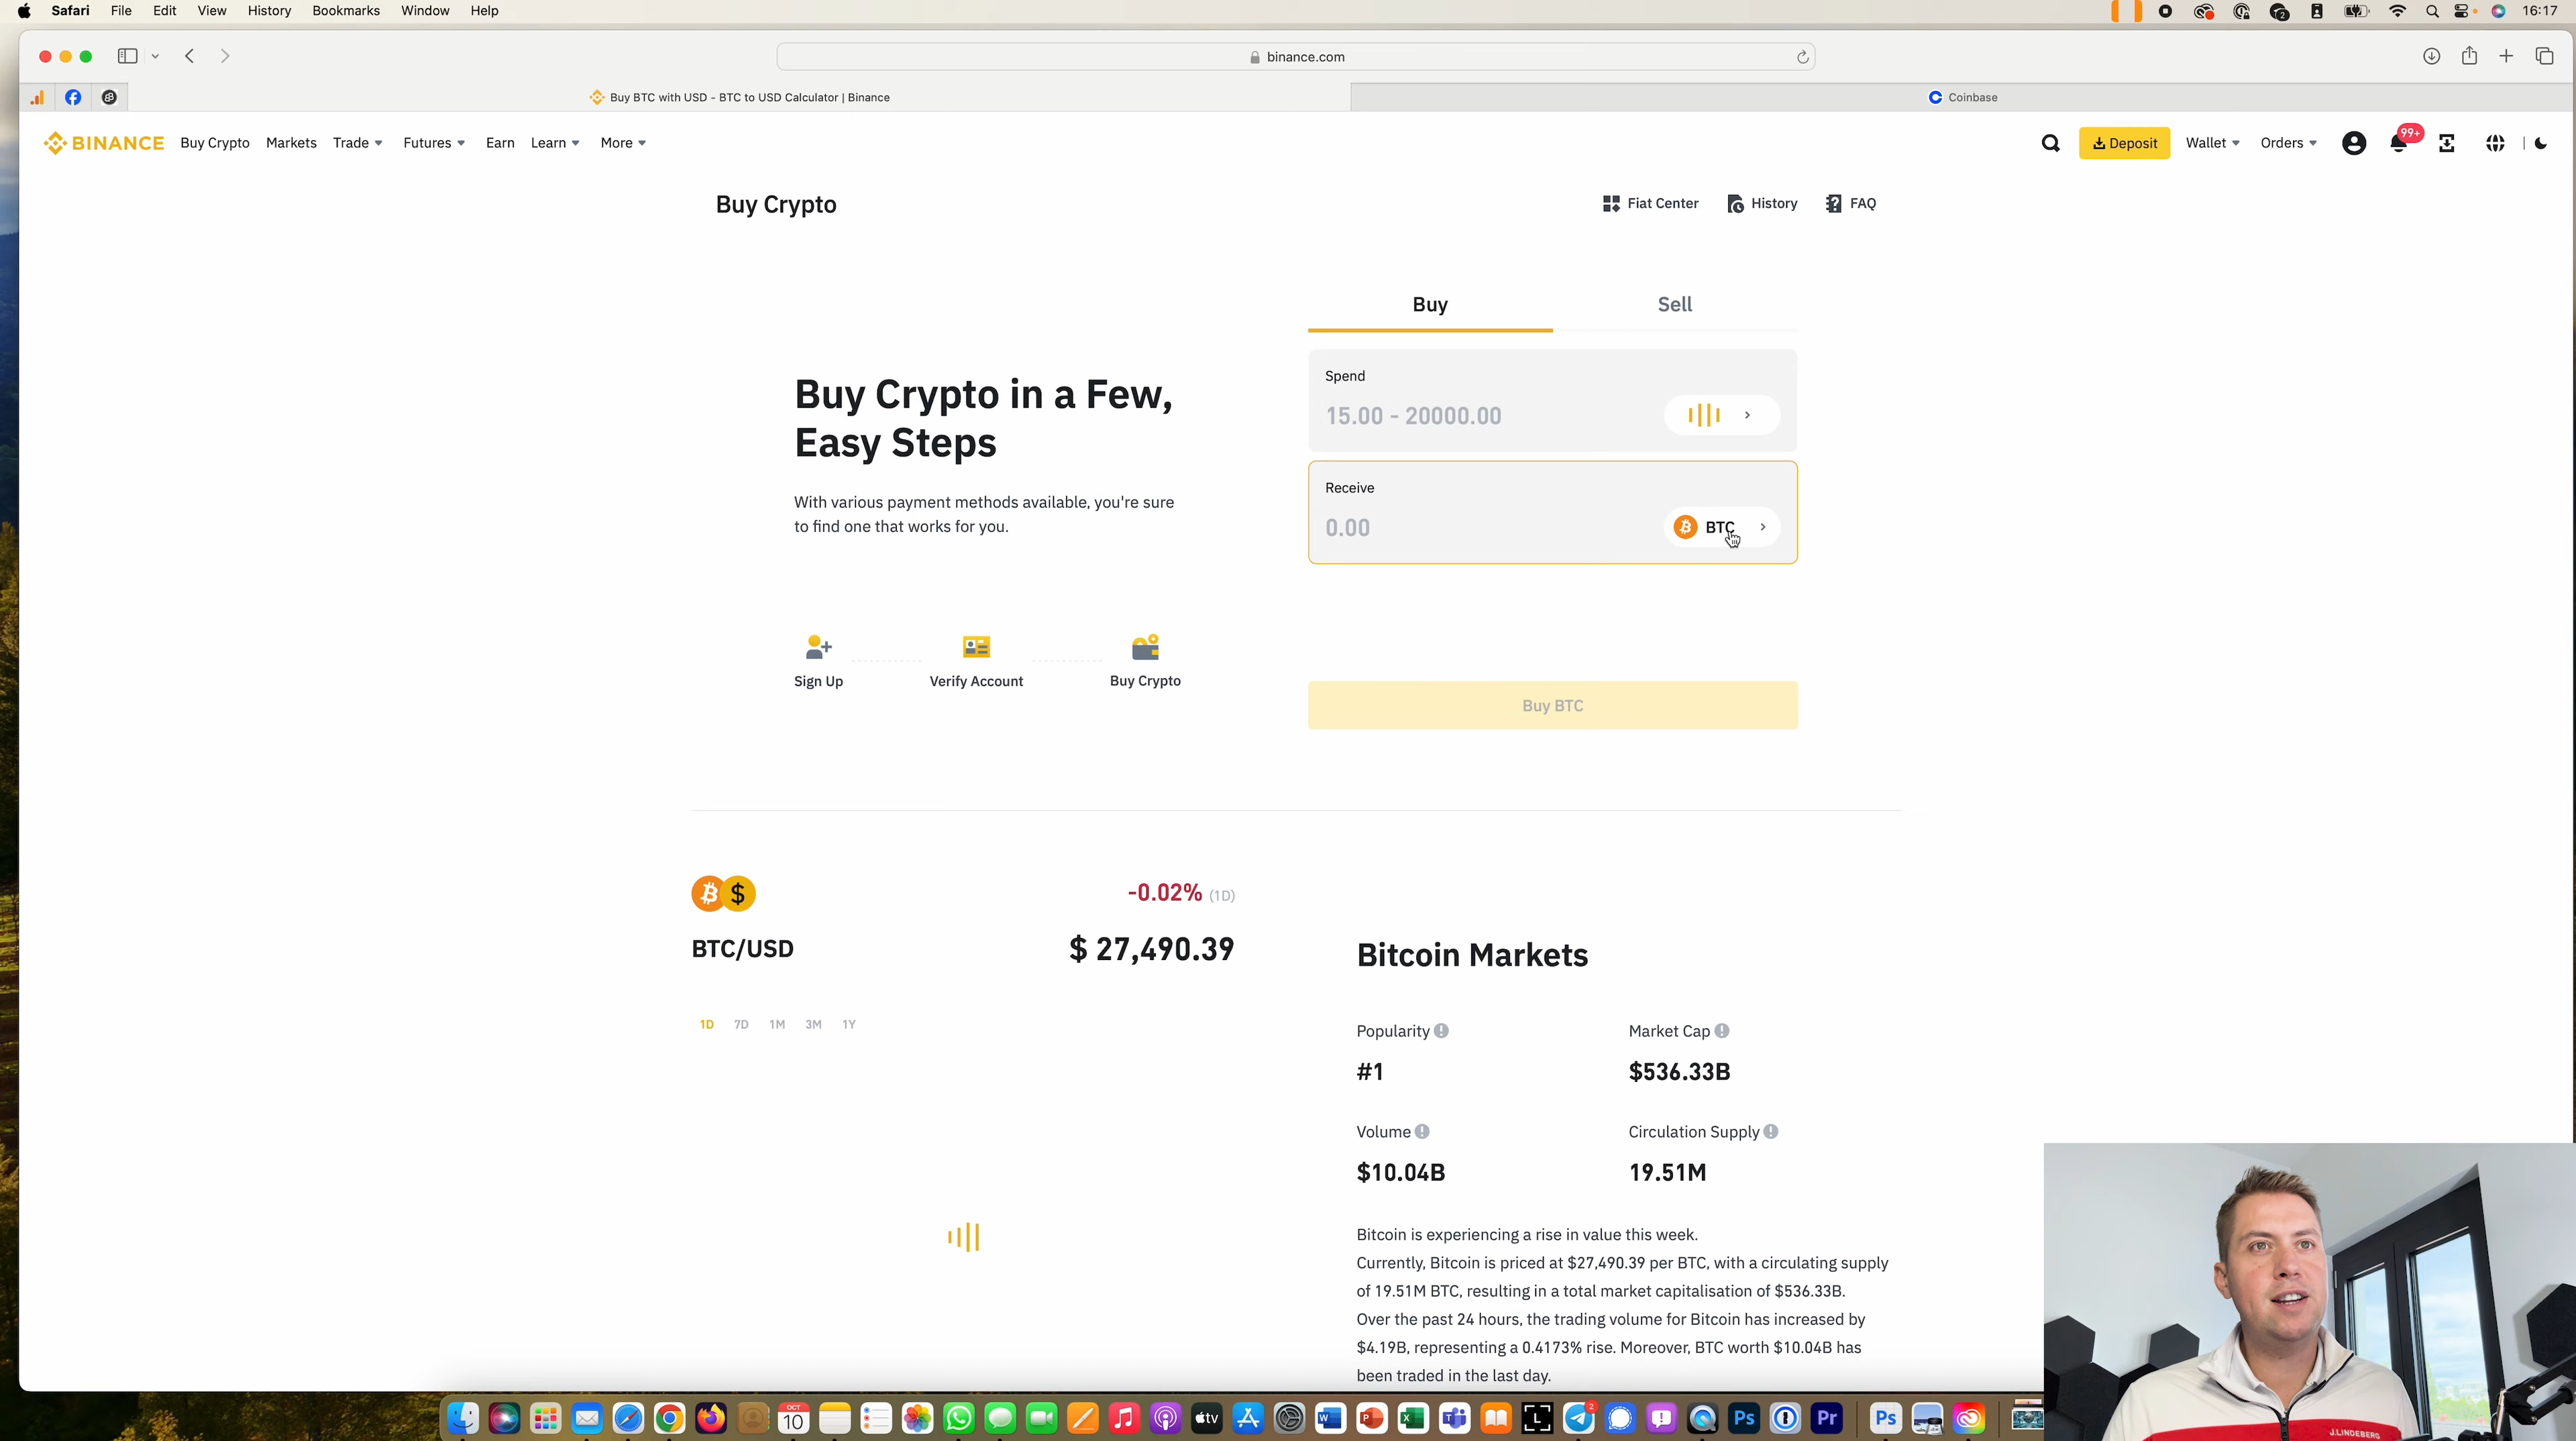 Safari File Edit View History Bookmarks Window Help
2
16:17
binance.com
Buy BTC with USD - BTC to USD Calculator | Binance
Coinbase
BINANCE Buy Crypto Markets Trade Futures Earn Learn More
Deposit Wallet Orders 99+
Buy Crypto
Fiat Center History FAQ
Buy Sell
Spend
15.00 - 20000.00
Receive
0.00 BTC
Buy Crypto in a Few,
Easy Steps
With various payment methods available, you're sure
to find one that works for you.
Sign Up Verify Account Buy Crypto
Buy BTC
-0.02% (1D)
BTC/USD $ 27,490.39
1D 7D 1M 3M 1Y
Bitcoin Markets
Popularity Market Cap
#1 $536.33B
Volume Circulation Supply
$10.04B 19.51M
Bitcoin is experiencing a rise in value this week.
Currently, Bitcoin is priced at $27,490.39 per BTC, with a circulating supply
of 19.51M BTC, resulting in a total market capitalisation of $536.33B.
Over the past 24 hours, the trading volume for Bitcoin has increased by
$4.19B, representing a 0.4173% rise. Moreover, BTC worth $10.04B has
been traded in the last day.
OCT
10
tv
W
P
X
T
L
2
Ps
Pr
Ps
J.LINDEBERG